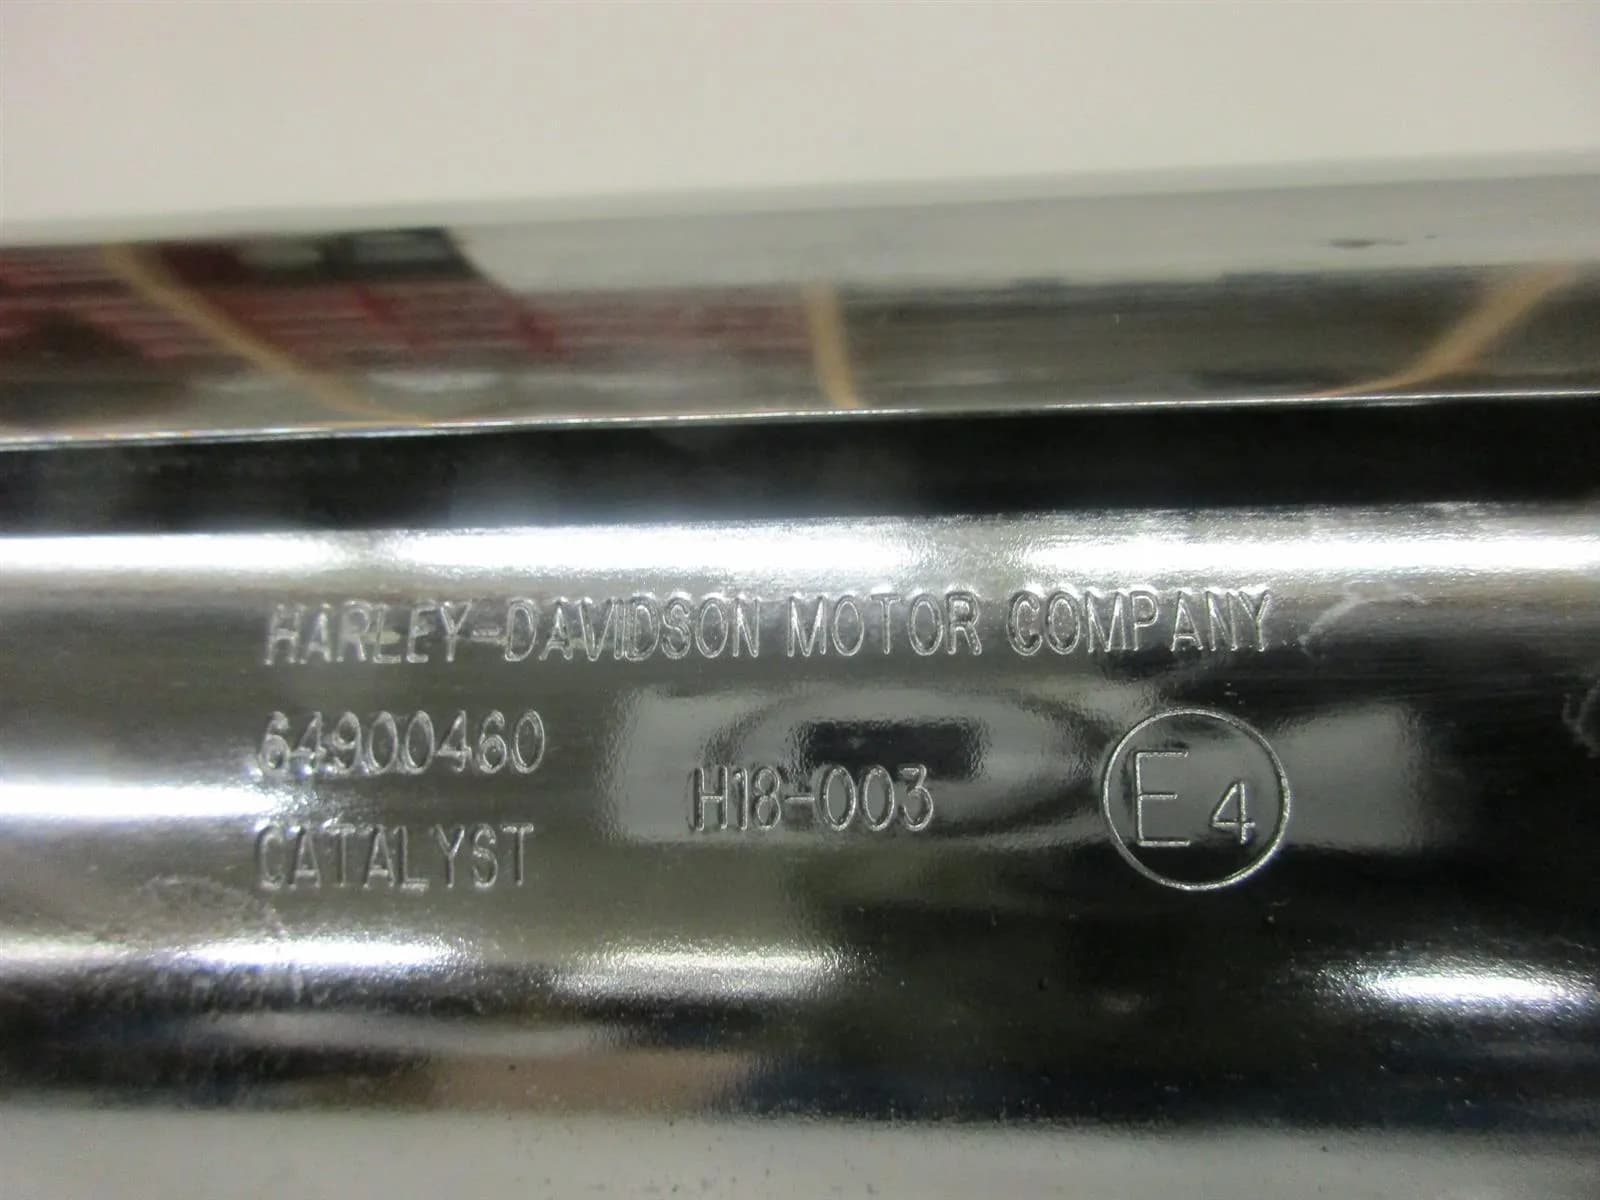 HARLEY-DAVIDSON MOTOR COMPANY
64900460
H18-003
E4
CATALYST